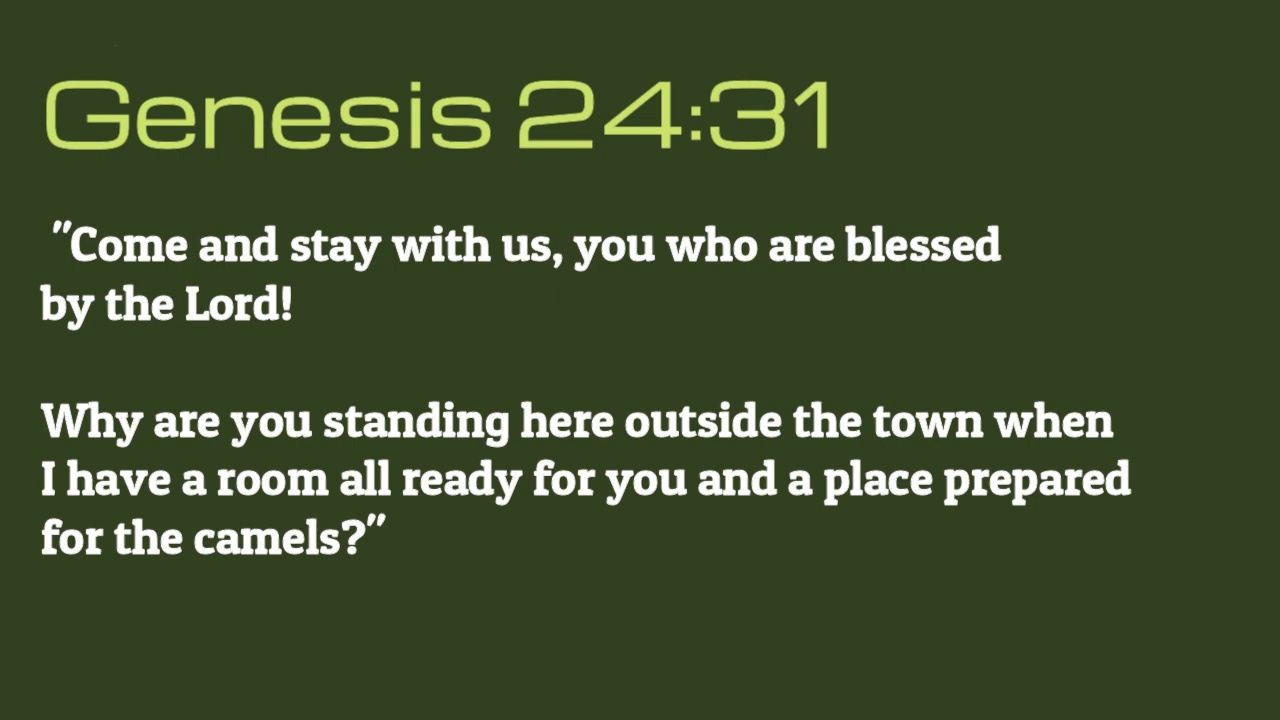 Genesis 24:31
"Come and stay with us, you who are blessed
by the Lord!
Why are you standing here outside the town when
I have a room all ready for you and a place prepared
for the camels?"